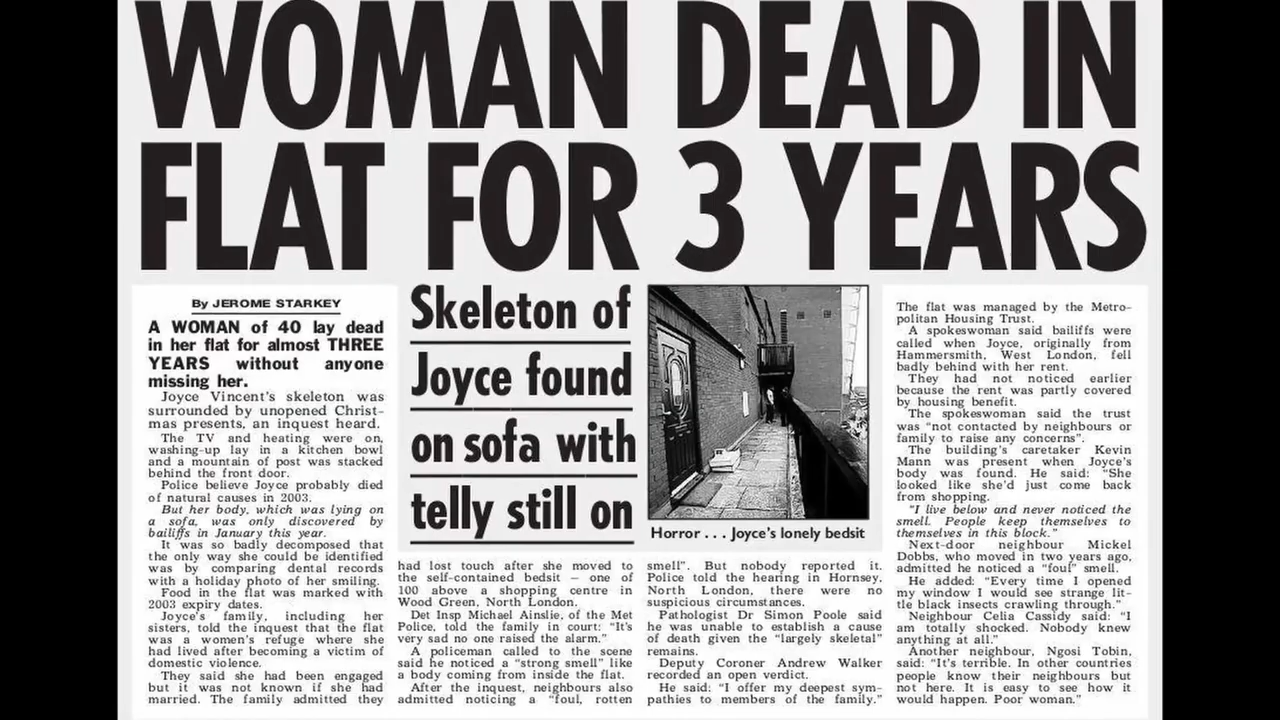 WOMAN DEAD IN
FLAT FOR 3 YEARS
By JEROME STARKEY
A WOMAN of 40 lay dead
in her flat for almost THREE
YEARS without anyone
missing her.
Joyce Vincent's skeleton was
surrounded by unopened Christ-
mas presents, an inquest heard.
The TV and heating were on,
washing-up lay in a kitchen bowl
and a mountain of post was stacked
behind the front door.
Police believe Joyce probably died
of natural causes in 2003.
But her body, which was lying on
a sofa, was only discovered by
bailiffs in January this year.
It was so badly decomposed that
the only way she could be identified
was by comparing dental records
with a holiday photo of her smiling.
Food in the flat was marked with
2003 expiry dates.
Joyce's family, including her
sisters, told the inquest that the flat
was a women's refuge where she
had lived after becoming a victim of
domestic violence.
They said she had been engaged
but it was not known if she had
married. The family admitted they
Skeleton of
Joyce found
on sofa with
telly still on
Horror . . . Joyce's lonely bedsit
had lost touch after she moved to
the self-contained bedsit – one of
100 above a shopping centre in
Wood Green, North London.
Det Insp Michael Ainslie, of the Met
Police, told the family in court: "It's
very sad no one raised the alarm."
A policeman called to the scene
said he noticed a "strong smell" like
a body coming from inside the flat.
After the inquest, neighbours also
admitted noticing a "foul, rotten
smell". But nobody reported it.
Police told the hearing in Hornsey,
North London, there were no
suspicious circumstances.
Pathologist Dr Simon Poole said
he was unable to establish a cause
of death given the "largely skeletal"
remains.
Deputy Coroner Andrew Walker
recorded an open verdict.
He said: "I offer my deepest sym-
pathies to members of the family."
The flat was managed by the Metro-
politan Housing Trust.
A spokeswoman said bailiffs were
called when Joyce, originally from
Hammersmith, West London, fell
badly behind with her rent.
They had not noticed earlier
because the rent was partly covered
by housing benefit.
The spokeswoman said the trust
was "not contacted by neighbours or
family to raise any concerns".
The building's caretaker Kevin
Mann was present when Joyce's
body was found. He said: "She
looked like she'd just come back
from shopping.
"I live below and never noticed the
smell. People keep themselves to
themselves in this block."
Next-door neighbour Mickel
Dobbs, who moved in two years ago,
admitted he noticed a "foul" smell.
He added: "Every time I opened
my window I would see strange lit-
tle black insects crawling through."
Neighbour Celia Cassidy said: "I
am totally shocked. Nobody knew
anything at all."
Another neighbour, Ngosi Tobin,
said: "It's terrible. In other countries
people know their neighbours but
not here. It is easy to see how it
would happen. Poor woman."